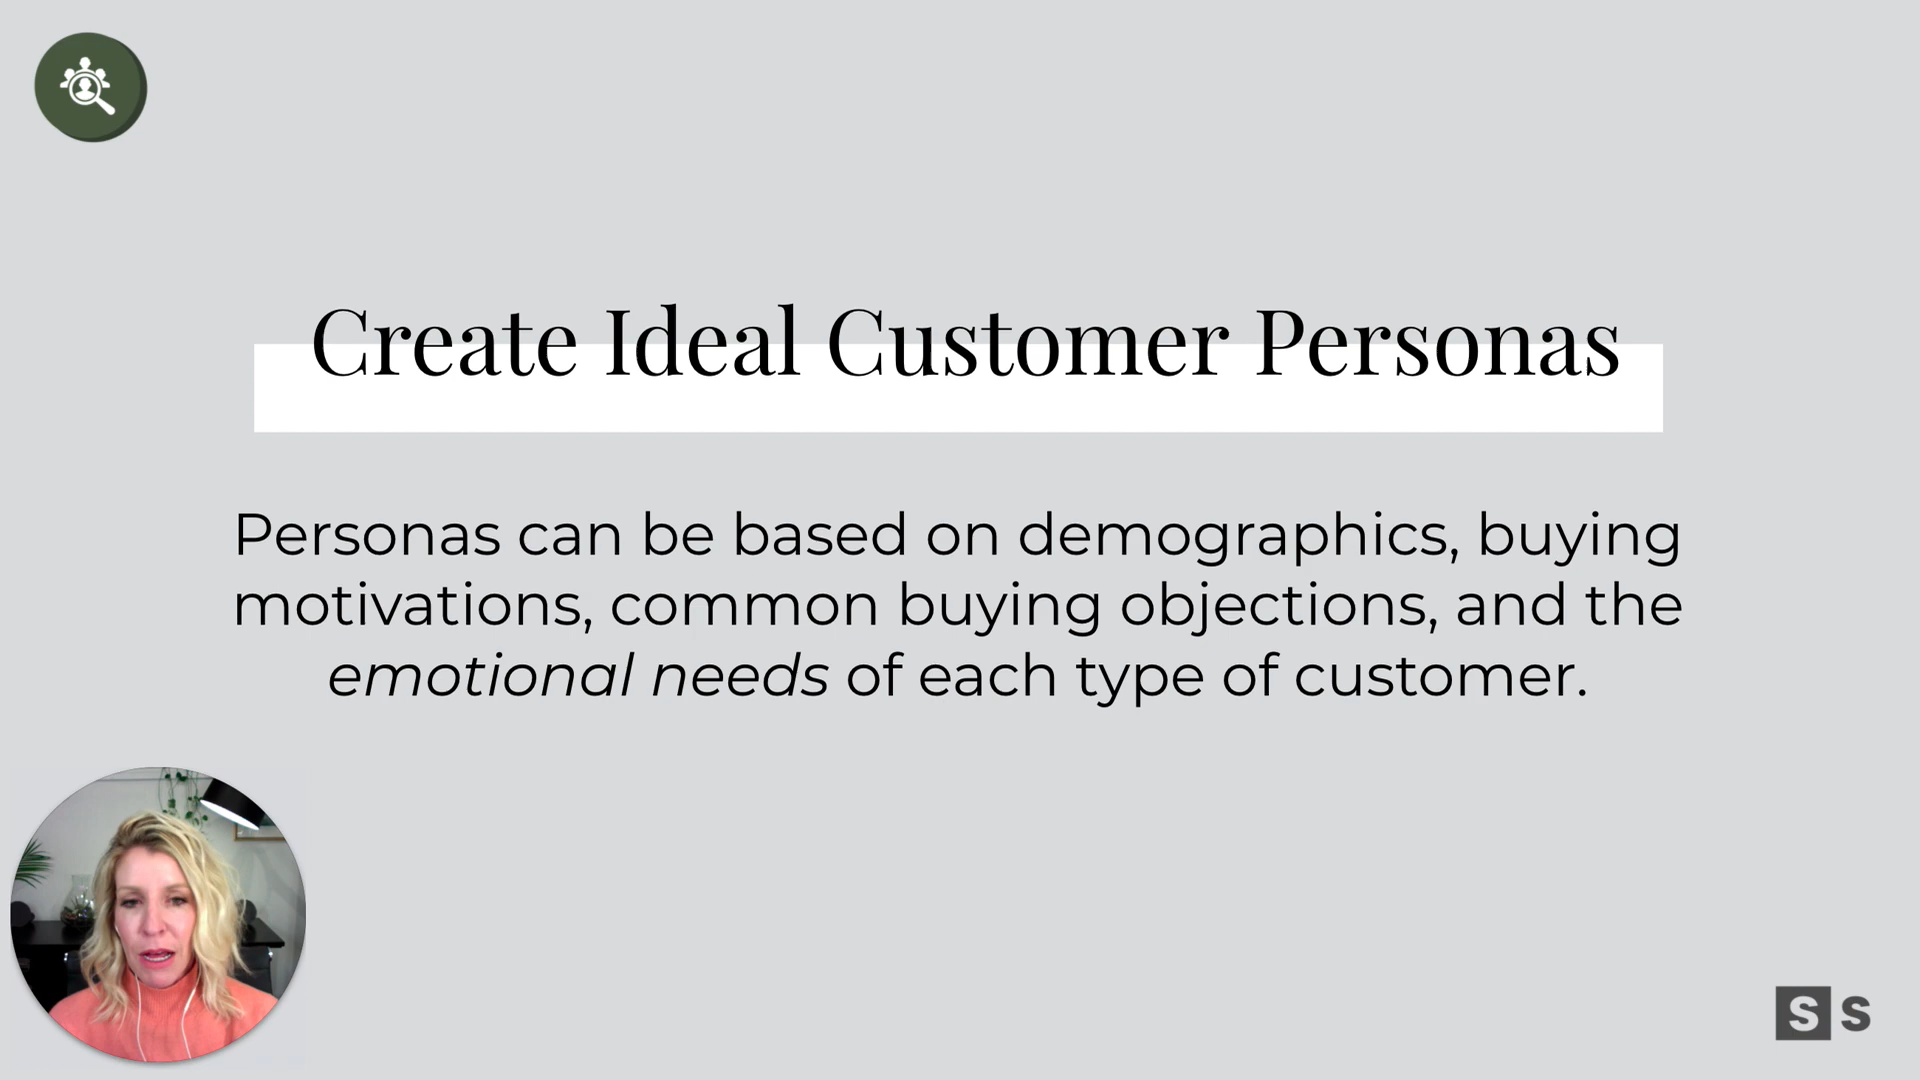 Create Ideal Customer Personas
Personas can be based on demographics, buying
motivations, common buying objections, and the
emotional needs of each type of customer.
S S